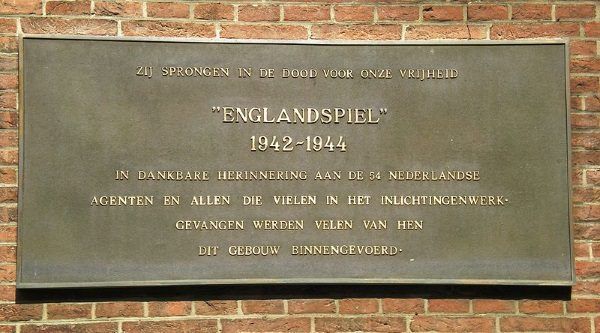 ZIJ SPRONGEN IN DE DOOD VOOR ONZE VRIJHEID
"ENGLANDSPIEL"
1942~1944
IN DANKBARE HERINNERING AAN DE 54 NEDERLANDSE
AGENTEN EN ALLEN DIE VIELEN IN HET INLICHTINGENWERK·
GEVANGEN WERDEN VELEN VAN HEN
DIT GEBOUW BINNENGEVOERD·